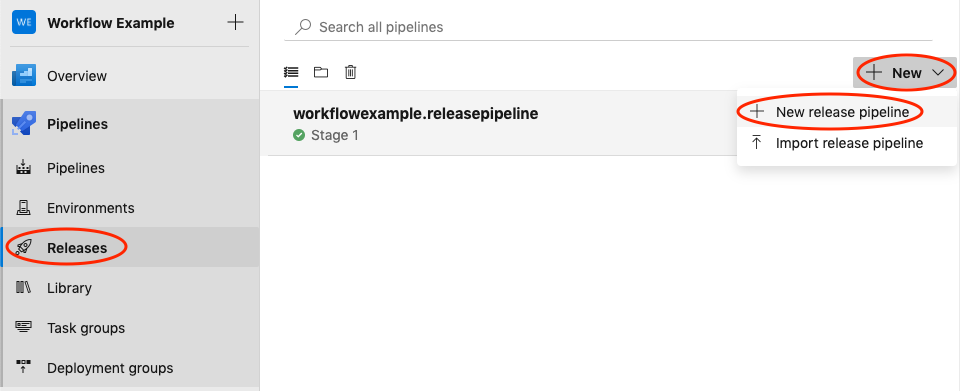 WE Workflow Example
Overview
Pipelines
Pipelines
Environments
Releases
Library
Task groups
Deployment groups
Search all pipelines
New
workflowexample.releasepipeline
Stage 1
New release pipeline
Import release pipeline